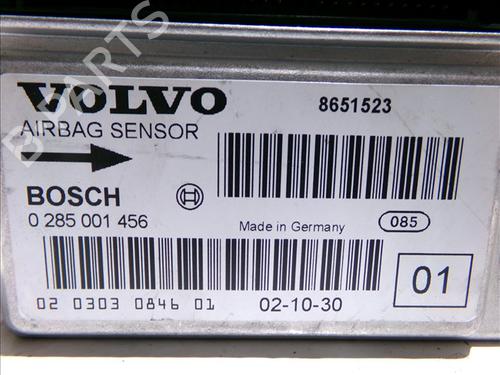 VOLVO
8651523
AIRBAG SENSOR
BOSCH
0 285 001 456
Made in Germany
085
01
02 0303 0846 01
02-10-30
B PARTS